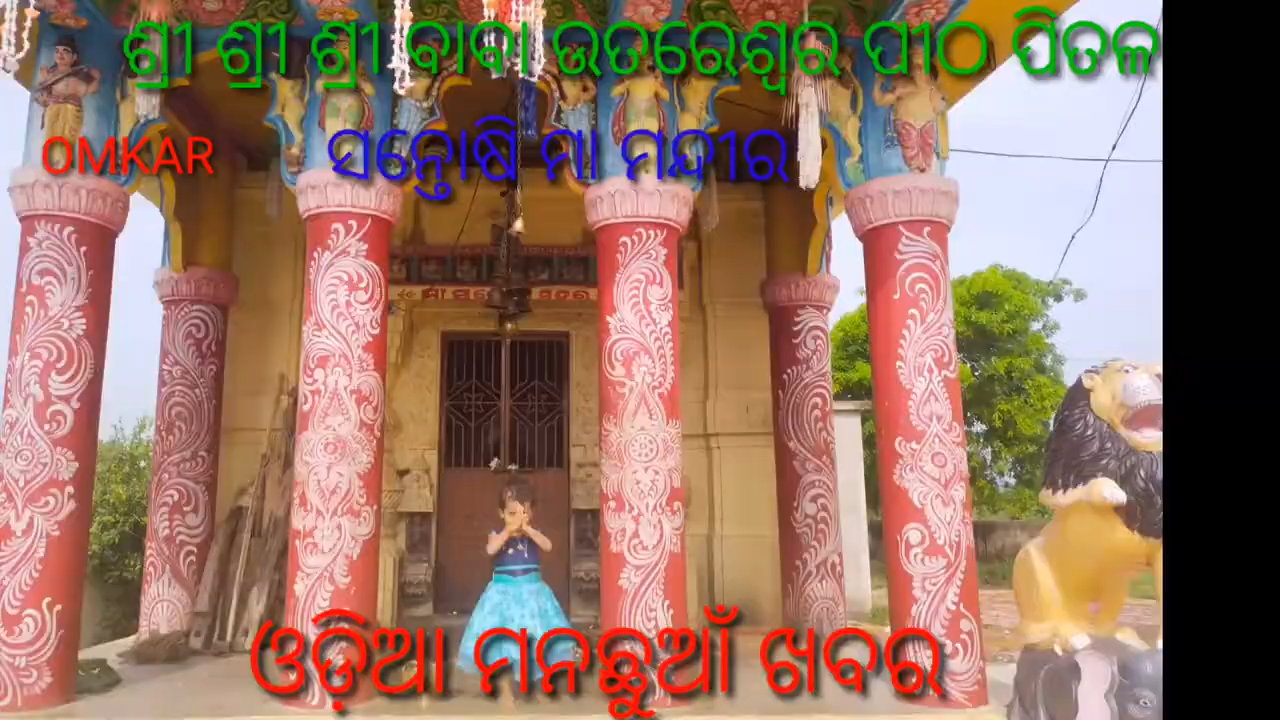 ଶ୍ରୀ ଶ୍ରୀ ଶ୍ରୀ ବାବା ଉତରେଶ୍ୱର ପୀଠ ପିତଳ
OMKAR
ସନ୍ତୋଷି ମା ମନ୍ଦୀର
ମାଁ
ଓଡ଼ିଆ ମନଛୁଆଁ ଖବର